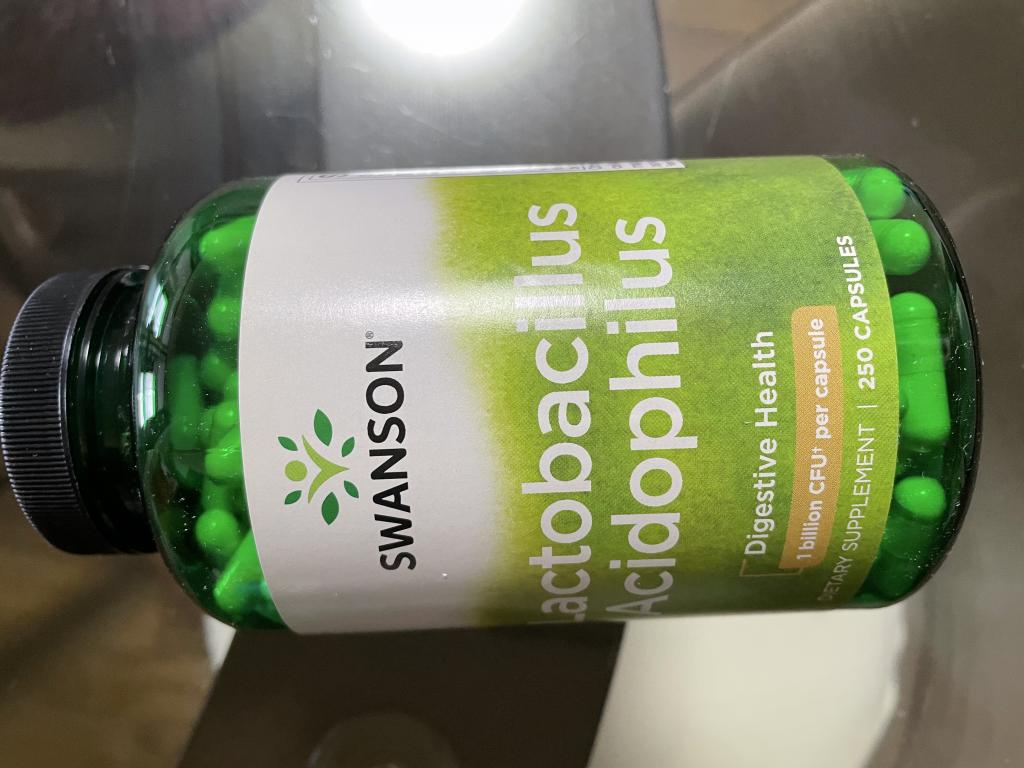 SWANSON®
Lactobacillus
Acidophilus
Digestive Health
1 billion CFU† per capsule
DIETARY SUPPLEMENT | 250 CAPSULES